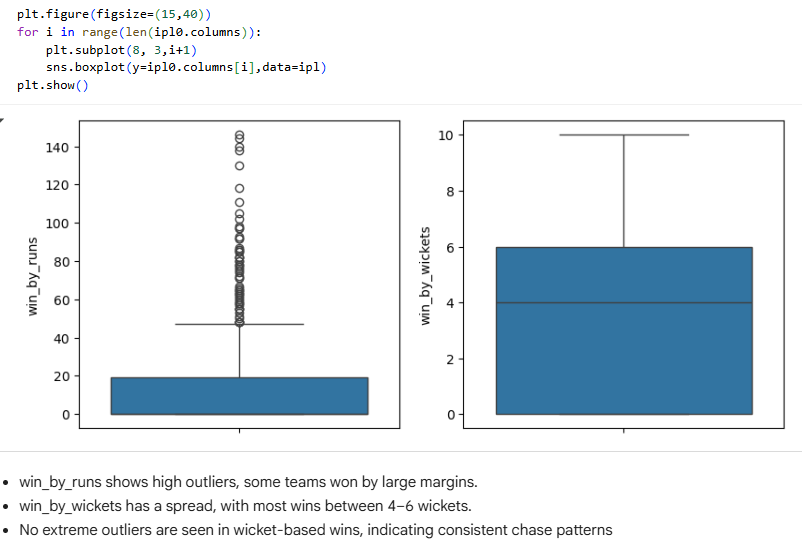 plt.figure(figsize=(15,40))
for i in range(len(ipl0.columns)):
    plt.subplot(8, 3,i+1)
    sns.boxplot(y=ipl0.columns[i],data=ipl)
plt.show()
140
120
100
80
60
40
20
0
win_by_runs
10
8
6
4
2
0
win_by_wickets
• win_by_runs shows high outliers, some teams won by large margins.
• win_by_wickets has a spread, with most wins between 4–6 wickets.
• No extreme outliers are seen in wicket-based wins, indicating consistent chase patterns